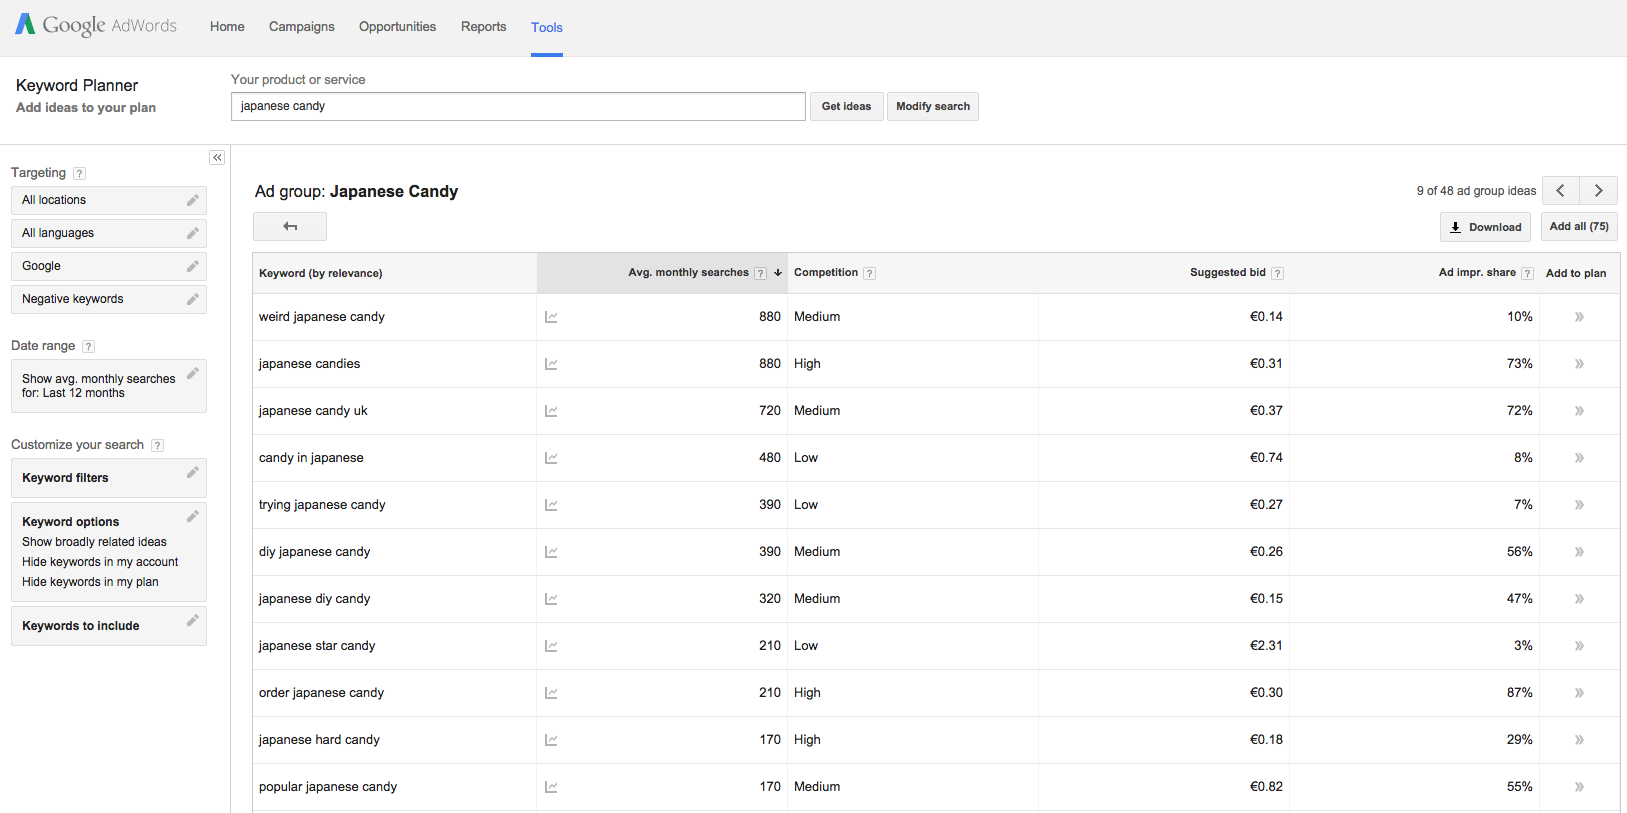 Google AdWords
Home Campaigns Opportunities Reports Tools
Keyword Planner
Add ideas to your plan
Your product or service
japanese candy
Get ideas
Modify search
«
Targeting ?
All locations
All languages
Google
Negative keywords
Date range ?
Show avg. monthly searches
for: Last 12 months
Customize your search ?
Keyword filters
Keyword options
Show broadly related ideas
Hide keywords in my account
Hide keywords in my plan
Keywords to include
Ad group: Japanese Candy
9 of 48 ad group ideas
Download
Add all (75)
Keyword (by relevance) Avg. monthly searches ? Competition ? Suggested bid ? Ad impr. share ? Add to plan
weird japanese candy 880 Medium €0.14 10% »
japanese candies 880 High €0.31 73% »
japanese candy uk 720 Medium €0.37 72% »
candy in japanese 480 Low €0.74 8% »
trying japanese candy 390 Low €0.27 7% »
diy japanese candy 390 Medium €0.26 56% »
japanese diy candy 320 Medium €0.15 47% »
japanese star candy 210 Low €2.31 3% »
order japanese candy 210 High €0.30 87% »
japanese hard candy 170 High €0.18 29% »
popular japanese candy 170 Medium €0.82 55% »